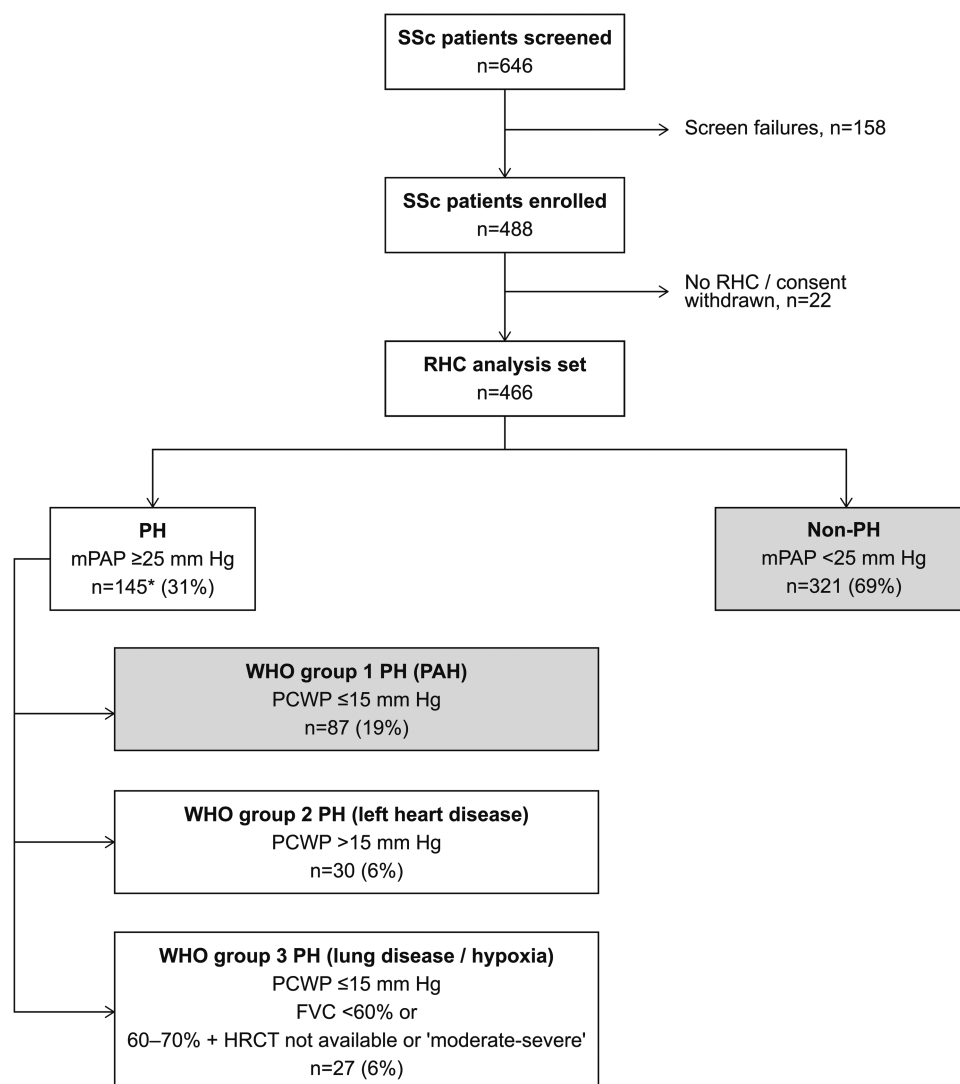 SSc patients screened
n=646
Screen failures, n=158
SSc patients enrolled
n=488
No RHC / consent
withdrawn, n=22
RHC analysis set
n=466
PH
mPAP ≥25 mm Hg
n=145* (31%)
Non-PH
mPAP <25 mm Hg
n=321 (69%)
WHO group 1 PH (PAH)
PCWP ≤15 mm Hg
n=87 (19%)
WHO group 2 PH (left heart disease)
PCWP >15 mm Hg
n=30 (6%)
WHO group 3 PH (lung disease / hypoxia)
PCWP ≤15 mm Hg
FVC <60% or
60–70% + HRCT not available or 'moderate-severe'
n=27 (6%)